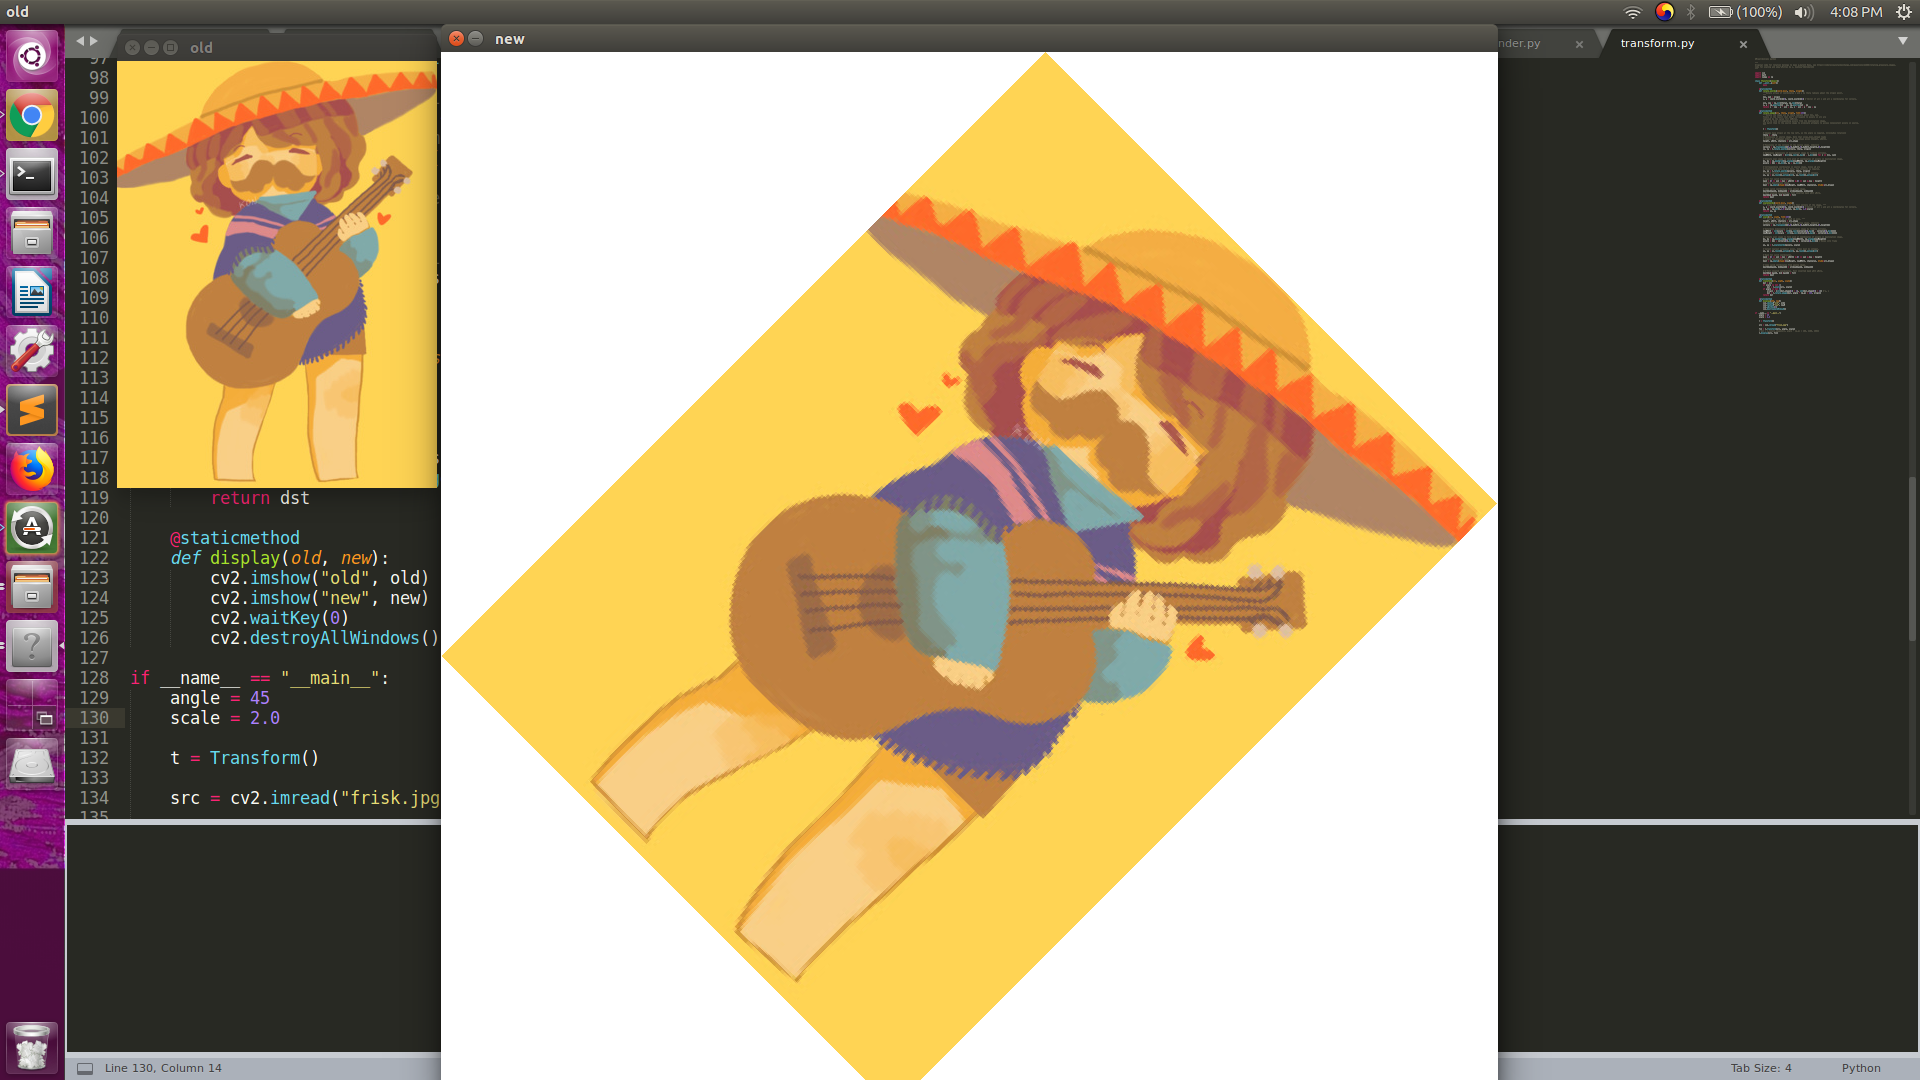 old
(100%)
4:08 PM
old
new
nder.py
transform.py
97
98
99
100
101
102
103
104
105
106
107
108
109
110
111
112
113
114
115
116
117
118
119 return dst
120
121 @staticmethod
122 def display(old, new):
123 cv2.imshow("old", old)
124 cv2.imshow("new", new)
125 cv2.waitKey(0)
126 cv2.destroyAllWindows()
127
128 if __name__ == "__main__":
129 angle = 45
130 scale = 2.0
131
132 t = Transform()
133
134 src = cv2.imread("frisk.jpg
135
Line 130, Column 14
Tab Size: 4
Python